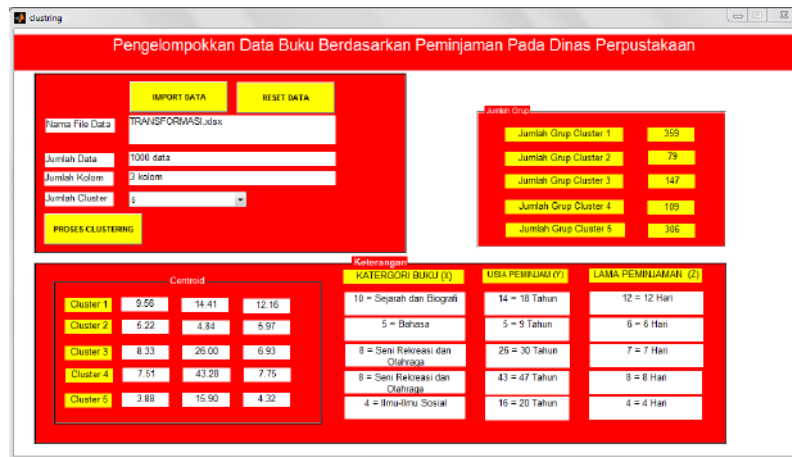 clustring
Pengelompokkan Data Buku Berdasarkan Peminjaman Pada Dinas Perpustakaan
IMPORT DATA RESET DATA
Nama File Data TRANSFORMASI.xlsx
Jumlah Data 1000 data
Jumlah Kolom 3 kolom
Jumlah Cluster 5
PROSES CLUSTERING
Jumlah Grup
Jumlah Grup Cluster 1 359
Jumlah Grup Cluster 2 79
Jumlah Grup Cluster 3 147
Jumlah Grup Cluster 4 109
Jumlah Grup Cluster 5 306
Keterangan
Centroid
Cluster 1 9.56 14.41 12.16
Cluster 2 5.22 4.84 5.97
Cluster 3 8.33 26.00 6.93
Cluster 4 7.51 43.28 7.75
Cluster 5 3.88 15.90 4.32
KATERGORI BUKU (X) USIA PEMINJAM (Y) LAMA PEMINJAMAN (Z)
10 = Sejarah dan Biografi 14 = 18 Tahun 12 = 12 Hari
5 = Bahasa 5 = 9 Tahun 6 = 6 Hari
8 = Seni Rekreasi dan 26 = 30 Tahun 7 = 7 Hari
Olahraga
8 = Seni Rekreasi dan 43 = 47 Tahun 8 = 8 Hari
Olahraga
4 = Ilmu-Ilmu Sosial 16 = 20 Tahun 4 = 4 Hari